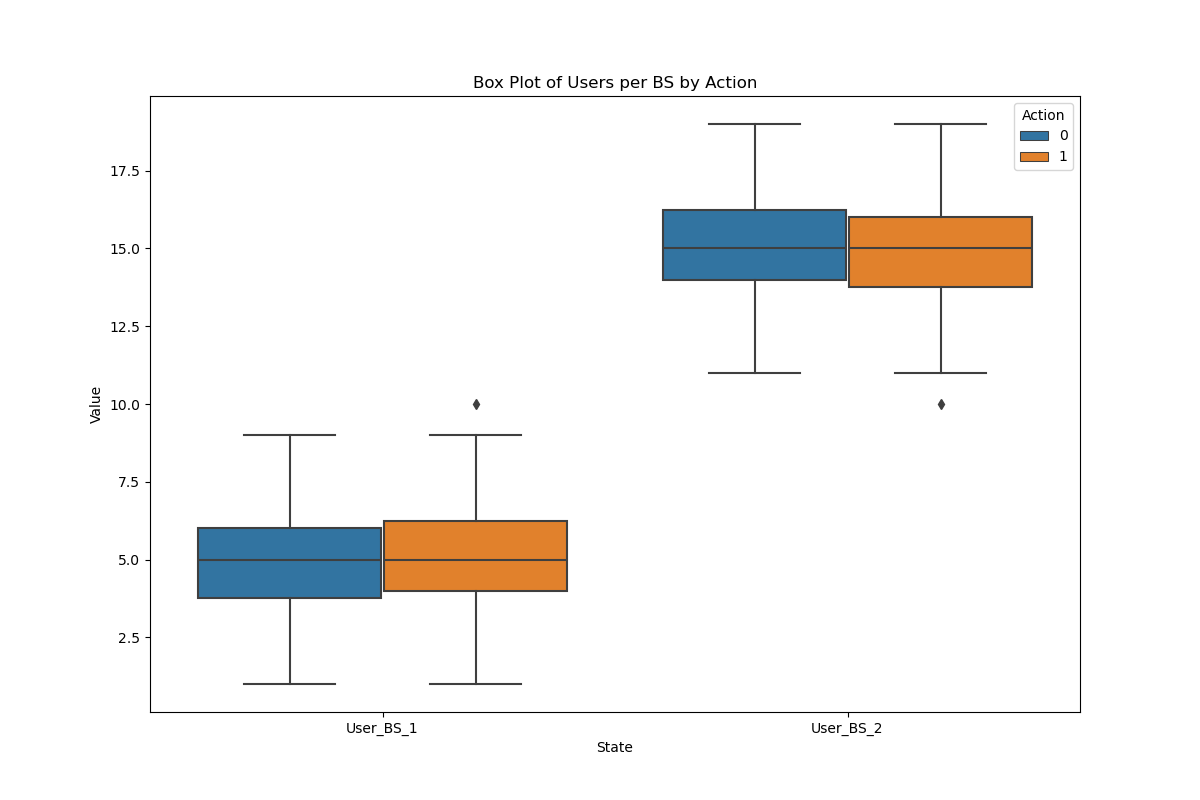 Box Plot of Users per BS by Action
Action
0
1
17.5
15.0
12.5
10.0
7.5
5.0
2.5
Value
User_BS_1
User_BS_2
State